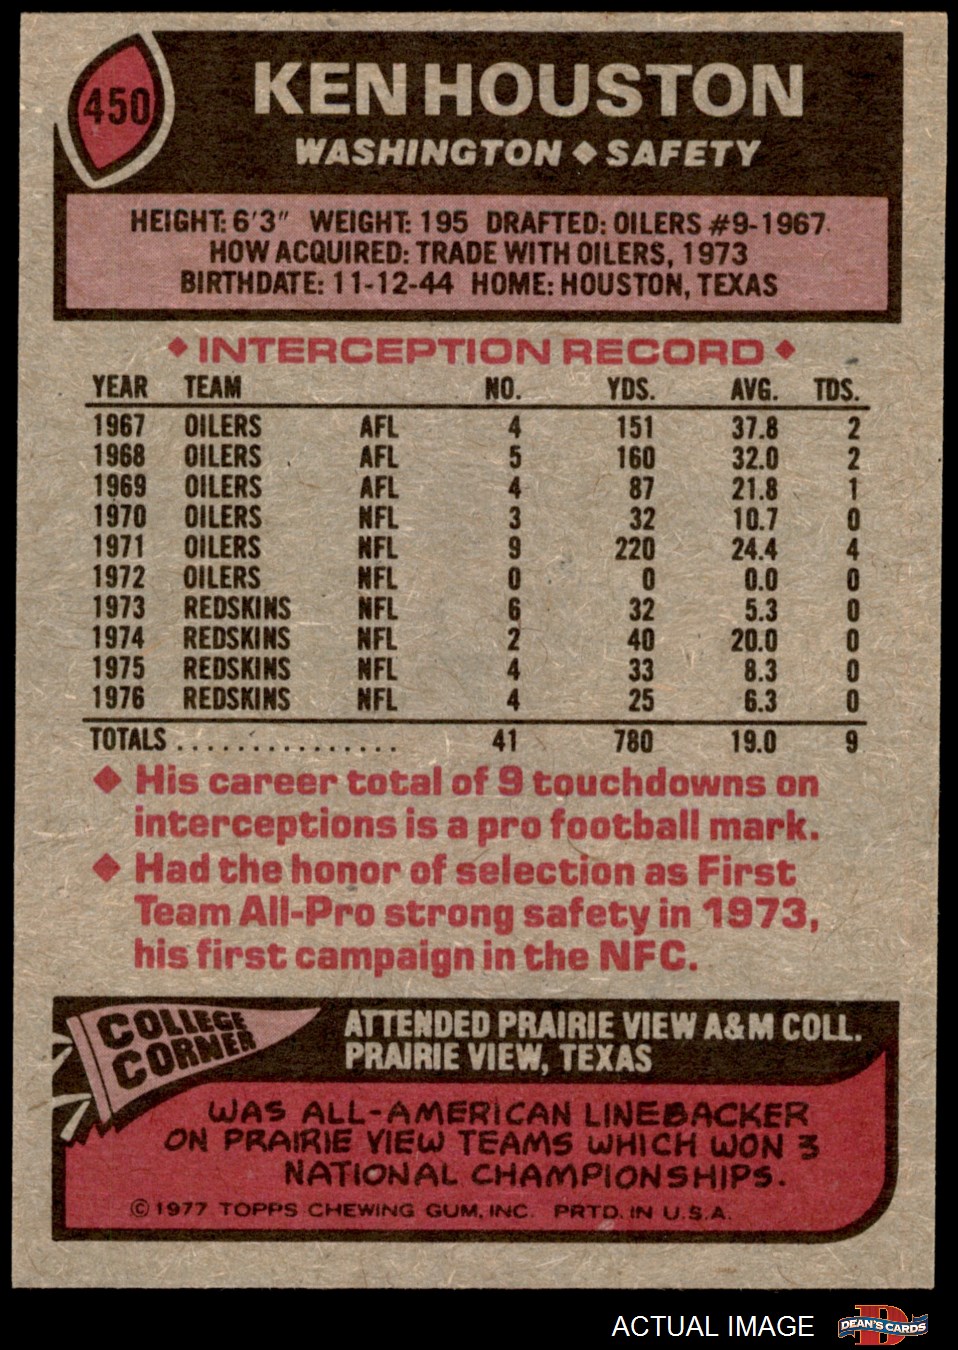 450
KEN HOUSTON
WASHINGTON ◆ SAFETY
HEIGHT: 6'3" WEIGHT: 195 DRAFTED: OILERS #9-1967
HOW ACQUIRED: TRADE WITH OILERS, 1973
BIRTHDATE: 11-12-44 HOME: HOUSTON, TEXAS
◆ INTERCEPTION RECORD ◆
YEAR TEAM NO. YDS. AVG. TDS.
1967 OILERS AFL 4 151 37.8 2
1968 OILERS AFL 5 160 32.0 2
1969 OILERS AFL 4 87 21.8 1
1970 OILERS NFL 3 32 10.7 0
1971 OILERS NFL 9 220 24.4 4
1972 OILERS NFL 0 0 0.0 0
1973 REDSKINS NFL 6 32 5.3 0
1974 REDSKINS NFL 2 40 20.0 0
1975 REDSKINS NFL 4 33 8.3 0
1976 REDSKINS NFL 4 25 6.3 0
TOTALS ............... 41 780 19.0 9
◆ His career total of 9 touchdowns on
interceptions is a pro football mark.
◆ Had the honor of selection as First
Team All-Pro strong safety in 1973,
his first campaign in the NFC.
COLLEGE
CORNER
ATTENDED PRAIRIE VIEW A&M COLL.
PRAIRIE VIEW, TEXAS
WAS ALL-AMERICAN LINEBACKER
ON PRAIRIE VIEW TEAMS WHICH WON 3
NATIONAL CHAMPIONSHIPS.
© 1977 TOPPS CHEWING GUM, INC. PRTD. IN U.S.A.
ACTUAL IMAGE
D
DEAN'S CARDS